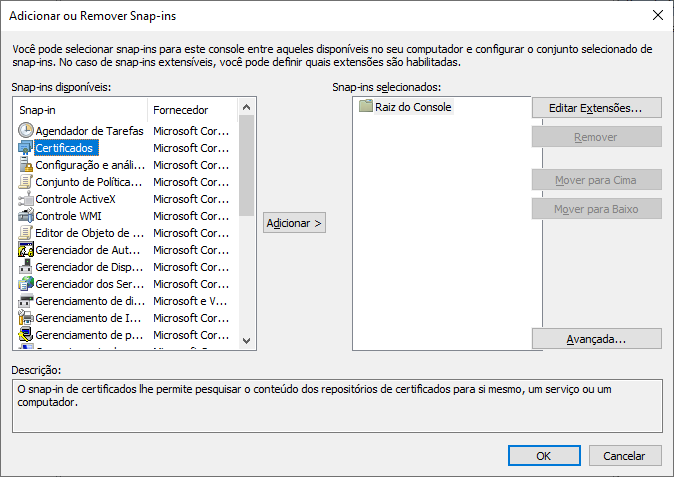 Adicionar ou Remover Snap-ins
Você pode selecionar snap-ins para este console entre aqueles disponíveis no seu computador e configurar o conjunto selecionado de
snap-ins. No caso de snap-ins extensíveis, você pode definir quais extensões são habilitadas.
Snap-ins disponíveis:
Snap-ins selecionados:
Snap-in Fornecedor
Agendador de Tarefas Microsoft Cor...
Certificados Microsoft Cor...
Configuração e análi... Microsoft Cor...
Conjunto de Política... Microsoft Cor...
Controle ActiveX Microsoft Cor...
Controle WMI Microsoft Cor...
Editor de Objeto de ... Microsoft Cor...
Gerenciador de Aut... Microsoft Cor...
Gerenciador de Disp... Microsoft Cor...
Gerenciador dos Ser... Microsoft Cor...
Gerenciamento de di... Microsoft e V...
Gerenciamento de I... Microsoft Cor...
Gerenciamento de p... Microsoft Cor...
Adicionar >
Raiz do Console
Editar Extensões...
Remover
Mover para Cima
Mover para Baixo
Avançada...
Descrição:
O snap-in de certificados lhe permite pesquisar o conteúdo dos repositórios de certificados para si mesmo, um serviço ou um
computador.
OK
Cancelar